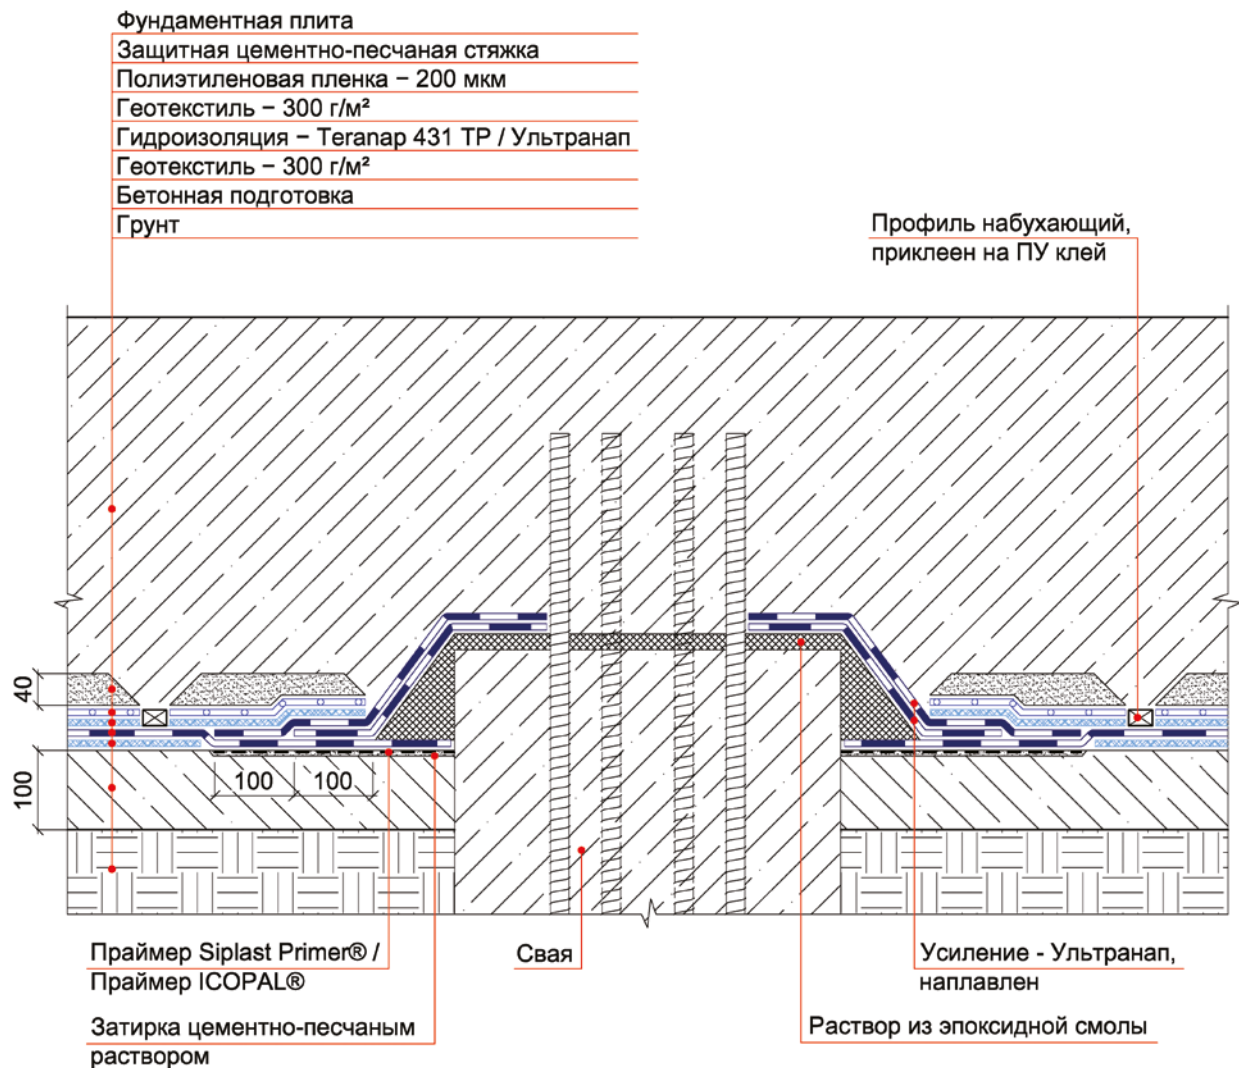 Фундаментная плита
Защитная цементно-песчаная стяжка
Полиэтиленовая пленка – 200 мкм
Геотекстиль – 300 г/м²
Гидроизоляция – Teranap 431 TP / Ультранап
Геотекстиль – 300 г/м²
Бетонная подготовка
Грунт
Профиль набухающий,
приклеен на ПУ клей
40
100
100
100
Праймер Siplast Primer® /
Праймер ICOPAL®
Затирка цементно-песчаным
раствором
Свая
Усиление - Ультранап,
наплавлен
Раствор из эпоксидной смолы